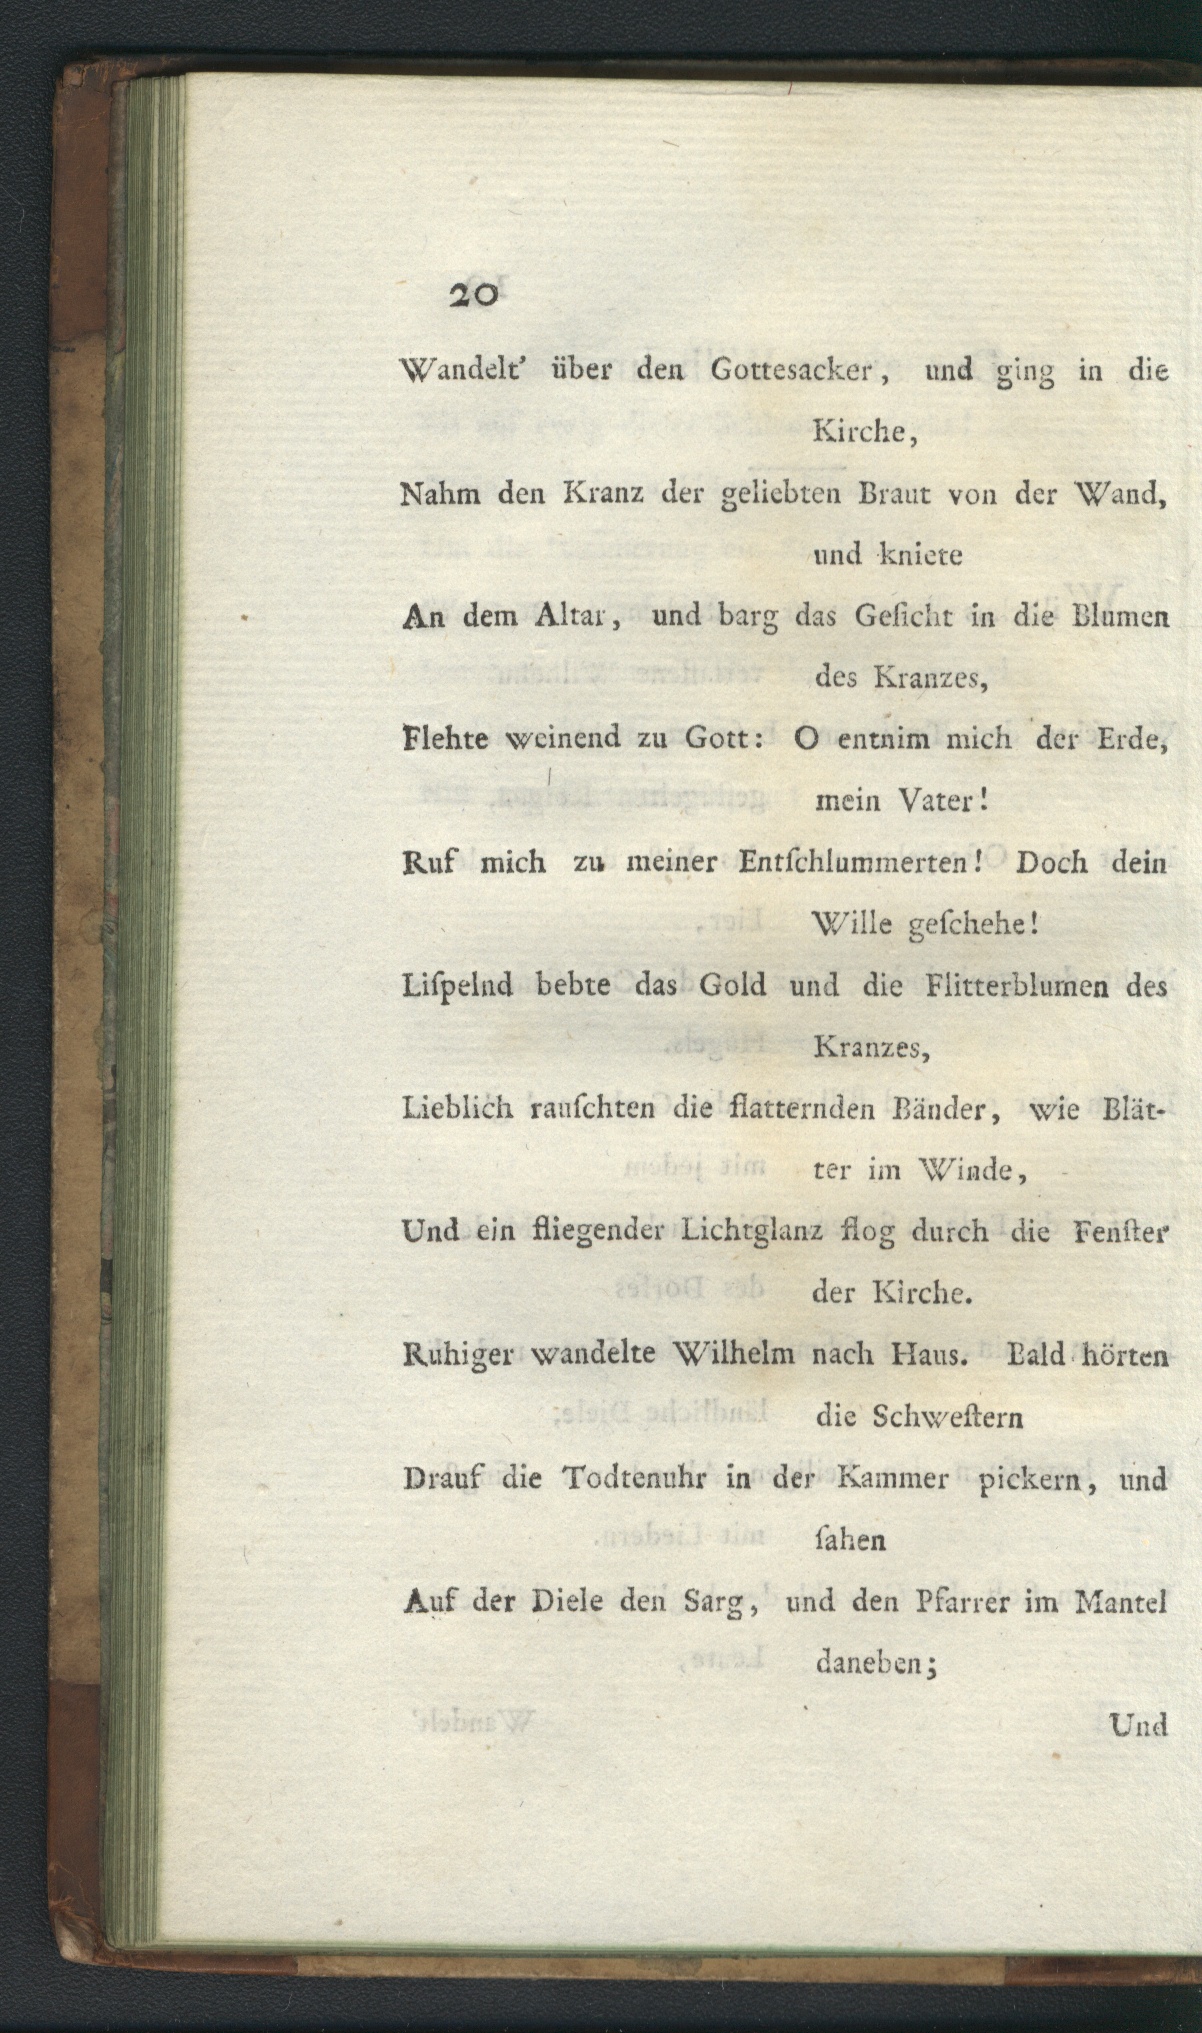 20
Wandelt' über den Gottesacker, und ging in die
Kirche,
Nahm den Kranz der geliebten Braut von der Wand,
und kniete
An dem Altar, und barg das Geſicht in die Blumen
des Kranzes,
Flehte weinend zu Gott: O entnim mich der Erde,
mein Vater!
Ruf mich zu meiner Entſchlummerten! Doch dein
Wille geſchehe!
Liſpelnd bebte das Gold und die Flitterblumen des
Kranzes,
Lieblich rauſchten die flatternden Bänder, wie Blät-
ter im Winde,
Und ein fliegender Lichtglanz flog durch die Fenſter
der Kirche.
Ruhiger wandelte Wilhelm nach Haus. Bald hörten
die Schweſtern
Drauf die Todtenuhr in der Kammer pickern, und
ſahen
Auf der Diele den Sarg, und den Pfarrer im Mantel
daneben;
Und